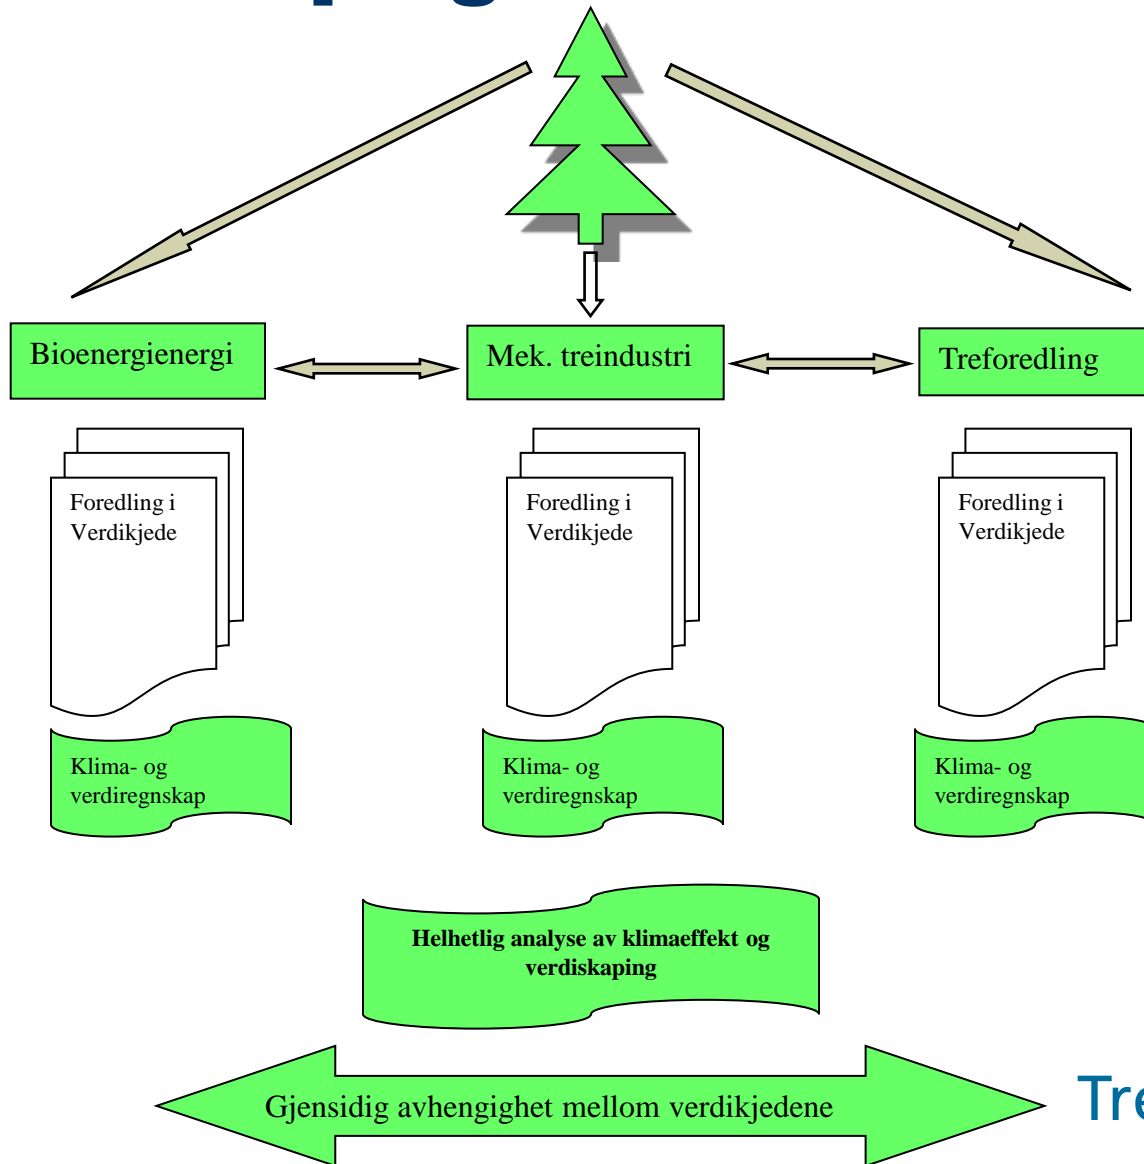 Bioenergienergi
Mek. treindustri
Treforedling
Foredling i
Verdikjede
Foredling i
Verdikjede
Foredling i
Verdikjede
Klima- og
verdiregnskap
Klima- og
verdiregnskap
Klima- og
verdiregnskap
Helhetlig analyse av klimaeffekt og
verdiskaping
Gjensidig avhengighet mellom verdikjedene
Tre